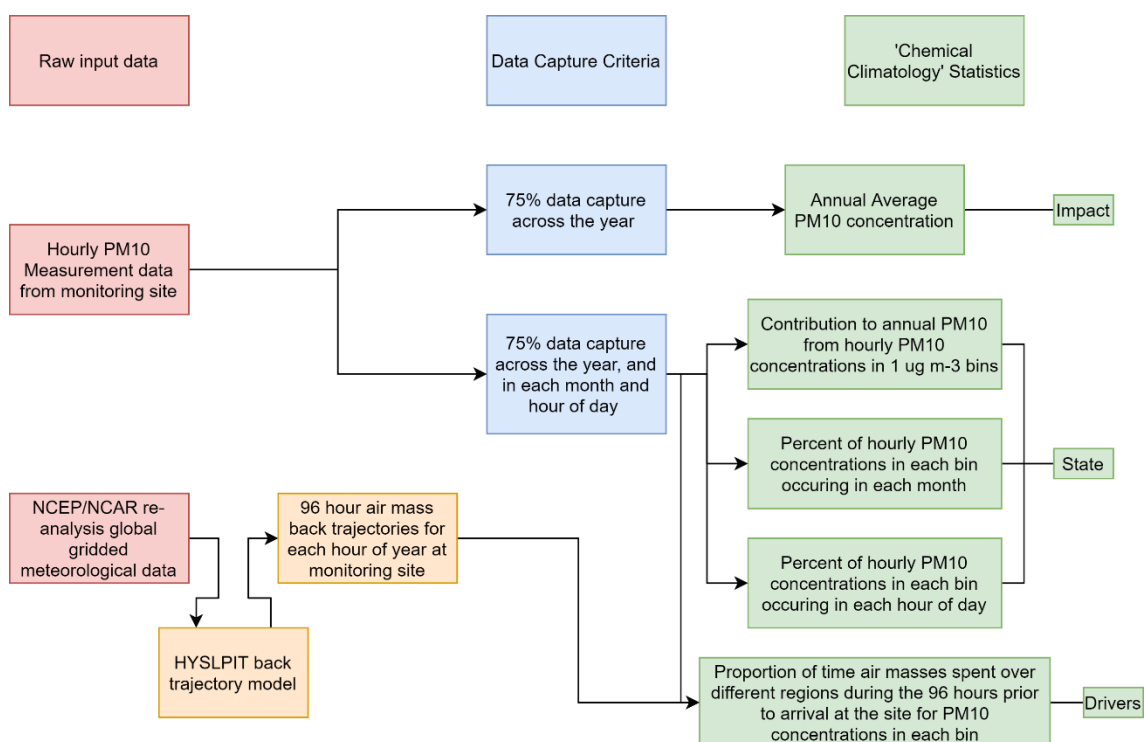 Raw input data
Data Capture Criteria
'Chemical
Climatology' Statistics
75% data capture
across the year
Annual Average
PM10 concentration
Impact
Hourly PM10
Measurement data
from monitoring site
75% data capture
across the year, and
in each month and
hour of day
Contribution to annual PM10
from hourly PM10
concentrations in 1 ug m-3 bins
Percent of hourly PM10
concentrations in each bin
occuring in each month
State
NCEP/NCAR re-
analysis global
gridded
meteorological data
96 hour air mass
back trajectories for
each hour of year at
monitoring site
Percent of hourly PM10
concentrations in each bin
occuring in each hour of day
HYSLPIT back
trajectory model
Proportion of time air masses spent over
different regions during the 96 hours prior
to arrival at the site for PM10
concentrations in each bin
Drivers